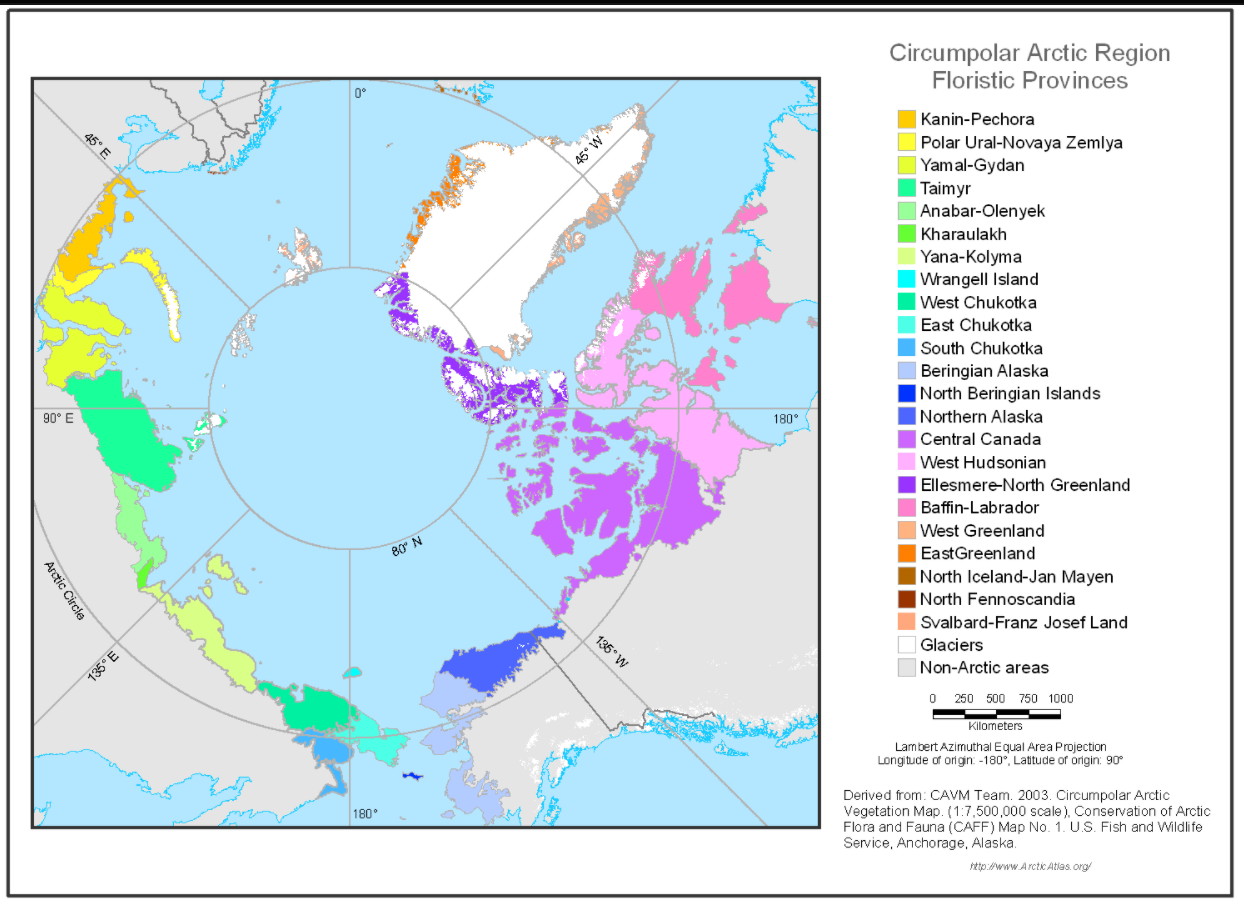 Circumpolar Arctic Region
Floristic Provinces
Kanin-Pechora
Polar Ural-Novaya Zemlya
Yamal-Gydan
Taimyr
Anabar-Olenyek
Kharaulakh
Yana-Kolyma
Wrangell Island
West Chukotka
East Chukotka
South Chukotka
Beringian Alaska
North Beringian Islands
Northern Alaska
Central Canada
West Hudsonian
Ellesmere-North Greenland
Baffin-Labrador
West Greenland
EastGreenland
North Iceland-Jan Mayen
North Fennoscandia
Svalbard-Franz Josef Land
Glaciers
Non-Arctic areas
0 250 500 750 1000
Kilometers
Lambert Azimuthal Equal Area Projection
Longitude of origin: -180°, Latitude of origin: 90°
Derived from: CAVM Team. 2003. Circumpolar Arctic
Vegetation Map. (1:7,500,000 scale), Conservation of Arctic
Flora and Fauna (CAFF) Map No. 1. U.S. Fish and Wildlife
Service, Anchorage, Alaska.
http://www.ArcticAtlas.org/
0°
45° E
45° W
90° E
180°
80° N
Arctic Circle
135° E
135° W
180°